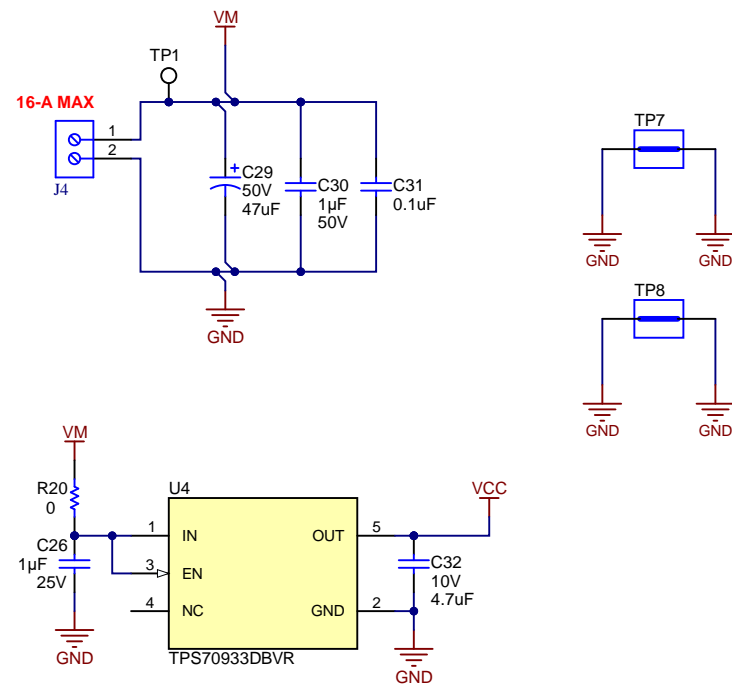 VM
TP1
16-A MAX
1
2
J4
+
C29
50V
47uF
C30
1µF
50V
C31
0.1uF
GND
TP7
GND
GND
TP8
GND
GND
VM
R20
0
C26
1µF
25V
GND
U4
1
IN
3
EN
4
NC
OUT
5
GND
2
TPS70933DBVR
VCC
C32
10V
4.7uF
GND